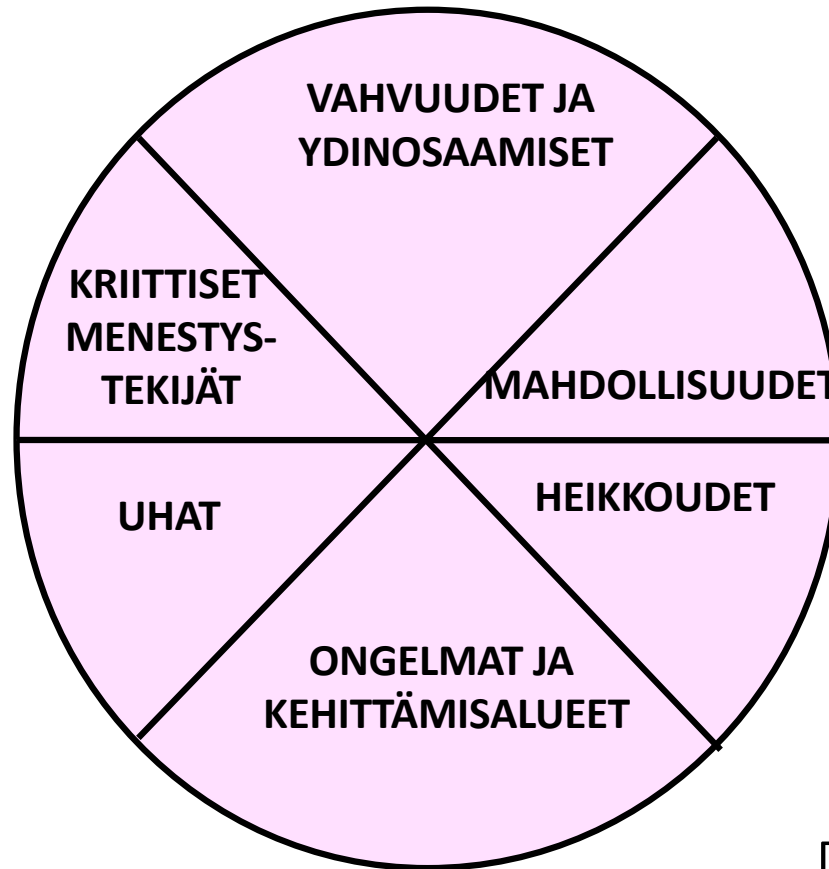 VAHVUUDET JA
YDINOSAAMISET
KRIITTISET
MENESTYS-
TEKIJÄT
MAHDOLLISUUDET
UHAT
HEIKKOUDET
ONGELMAT JA
KEHITTÄMISALUEET